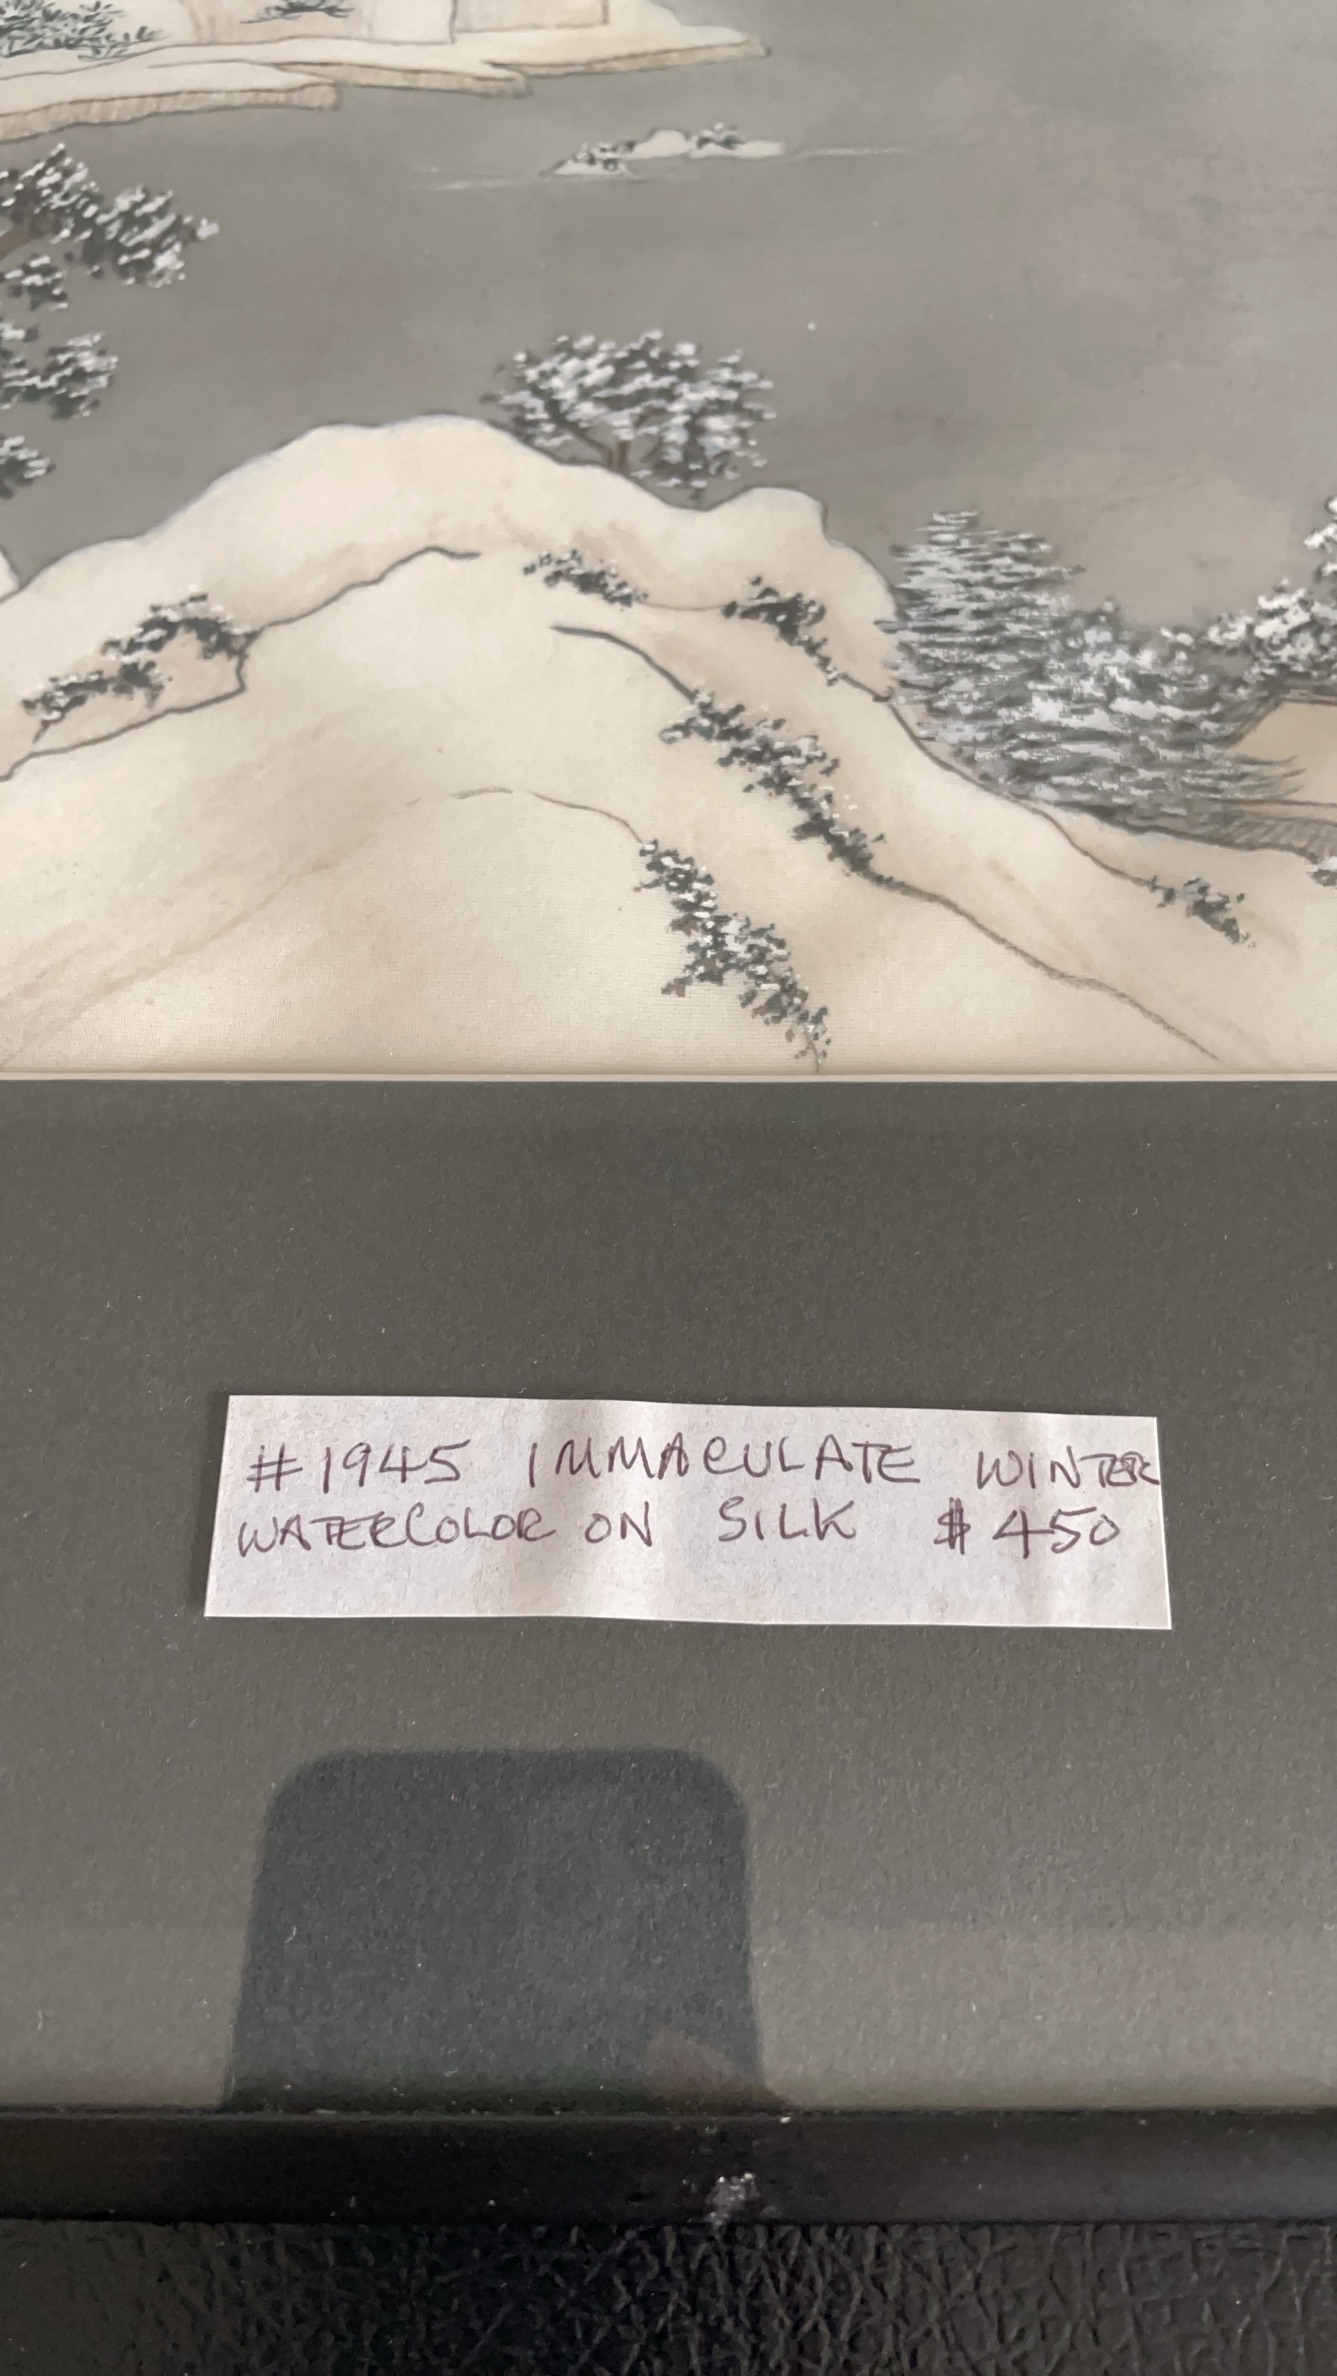 #1945 IMMACULATE WINTER
WATERCOLOR ON SILK $450